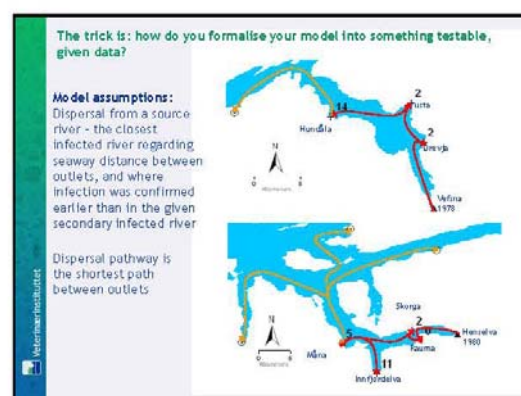 The trick is: how do you formalise your model into something testable,
given data?
Model assumptions:
Dispersal from a source
river - the closest
infected river regarding
seaway distance between
outlets, and where
infection was confirmed
earlier than in the given
secondary infected river
Dispersal pathway is
the shortest path
between outlets
2
Fusta
14
Hundåla
2
Drevja
N
Vefsna
1978
Skorga
N
5
Måna
2
0
Rauma
Henselva
1980
11
Innfjordelva
Veterinærinstituttet